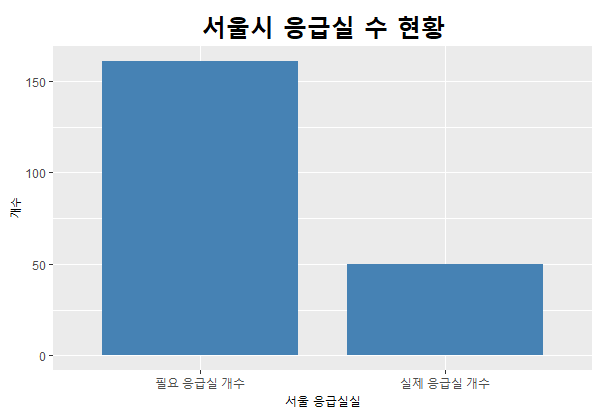 서울시 응급실 수 현황
개수
150
100
50
0
필요 응급실 개수
실제 응급실 개수
서울 응급실실